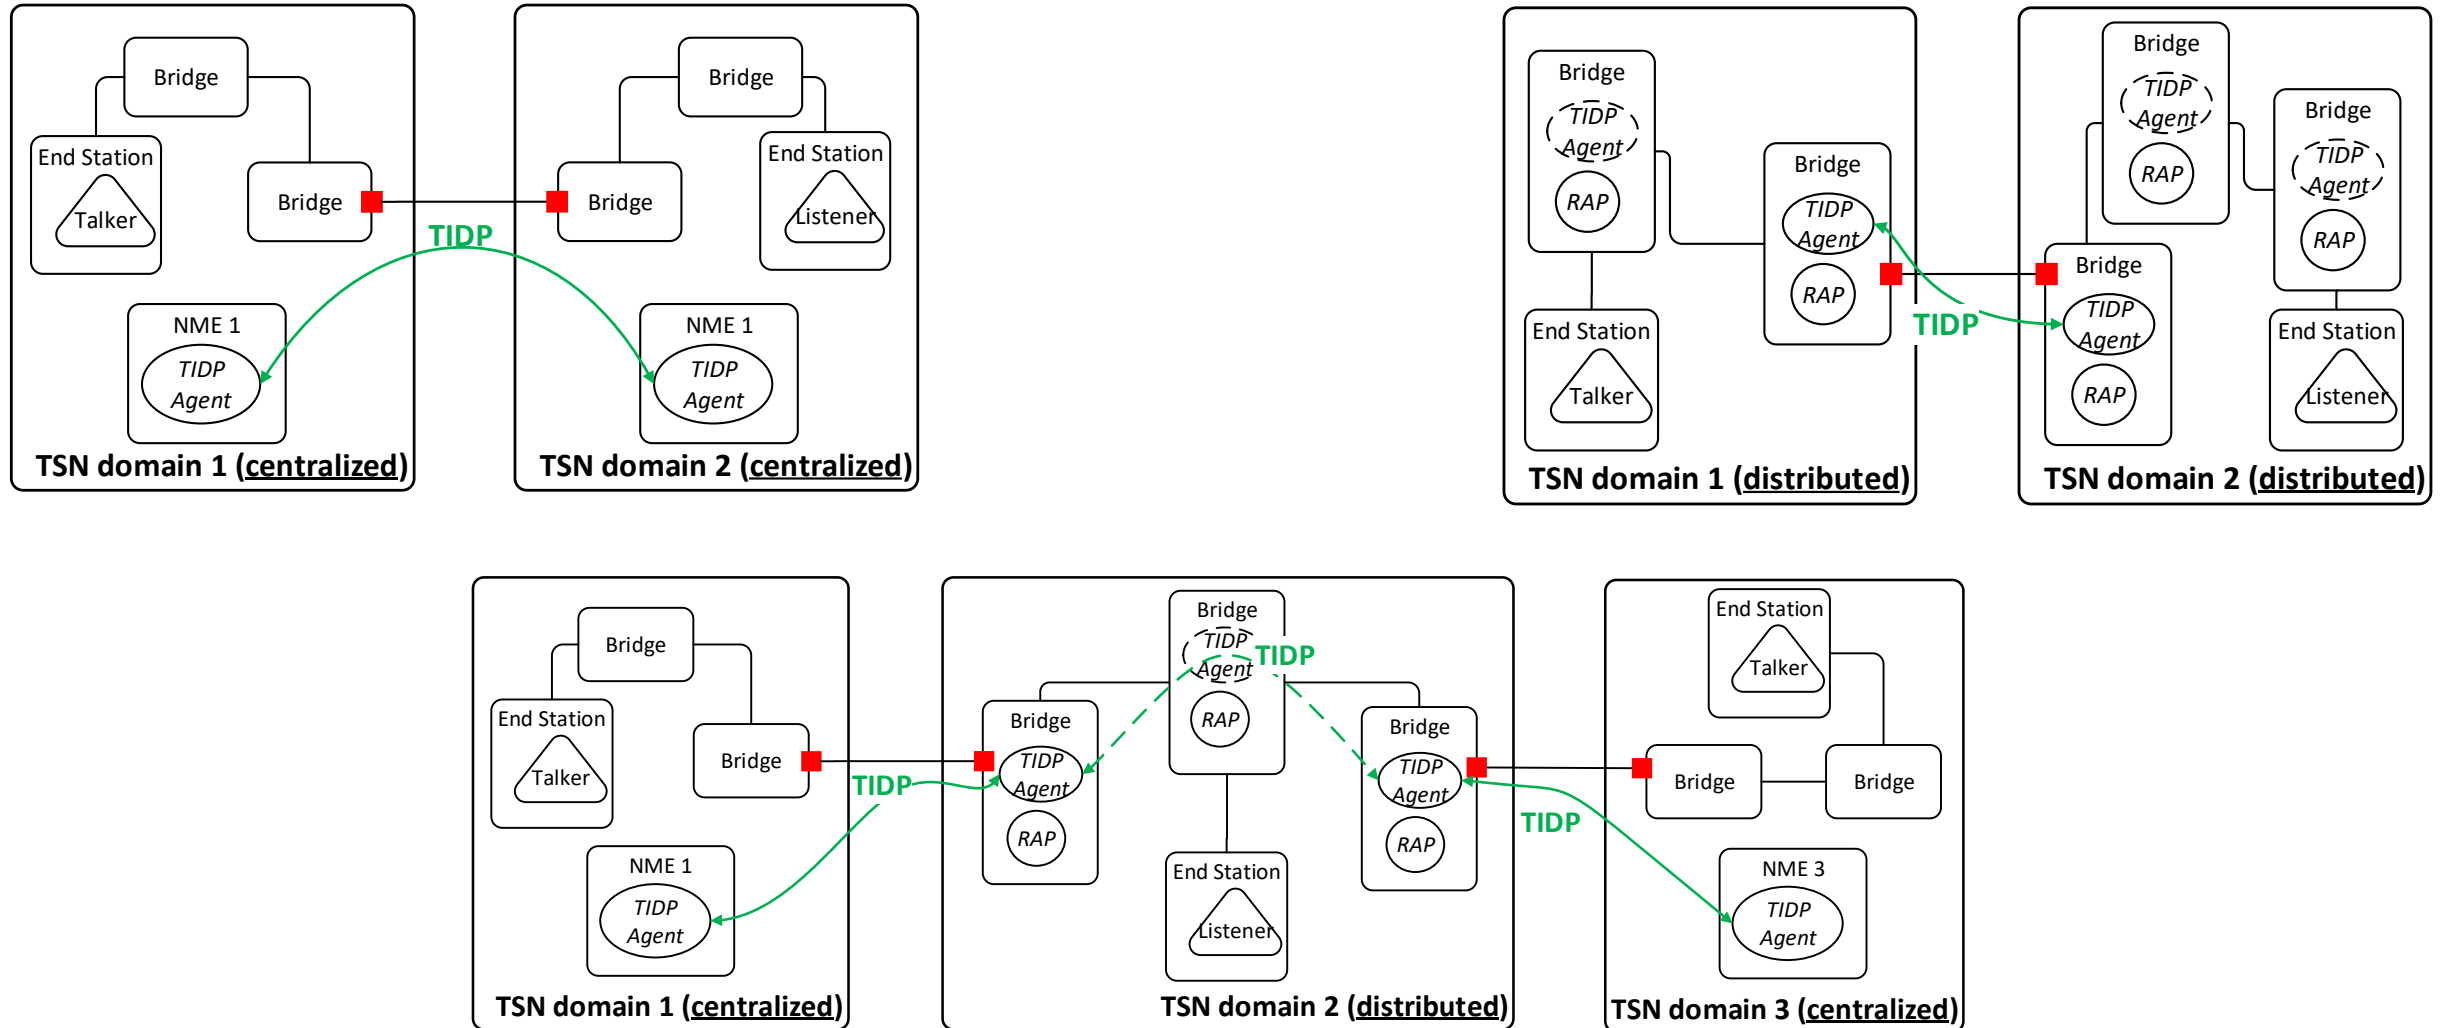 Bridge
End Station
Talker
Bridge
NME 1
TIDP
Agent
TSN domain 1 (centralized)
TIDP
Bridge
Bridge
End Station
Listener
NME 1
TIDP
Agent
TSN domain 2 (centralized)
Bridge
TIDP
Agent
RAP
End Station
Talker
Bridge
TIDP
Agent
RAP
TSN domain 1 (distributed)
TIDP
Bridge
TIDP
Agent
RAP
Bridge
TIDP
Agent
RAP
Bridge
TIDP
Agent
RAP
End Station
Listener
TSN domain 2 (distributed)
Bridge
End Station
Talker
Bridge
NME 1
TIDP
Agent
TSN domain 1 (centralized)
TIDP
Bridge
TIDP
Agent
RAP
TIDP
Bridge
TIDP
Agent
RAP
Bridge
TIDP
Agent
RAP
End Station
Listener
TSN domain 2 (distributed)
TIDP
End Station
Talker
Bridge
Bridge
NME 3
TIDP
Agent
TSN domain 3 (centralized)